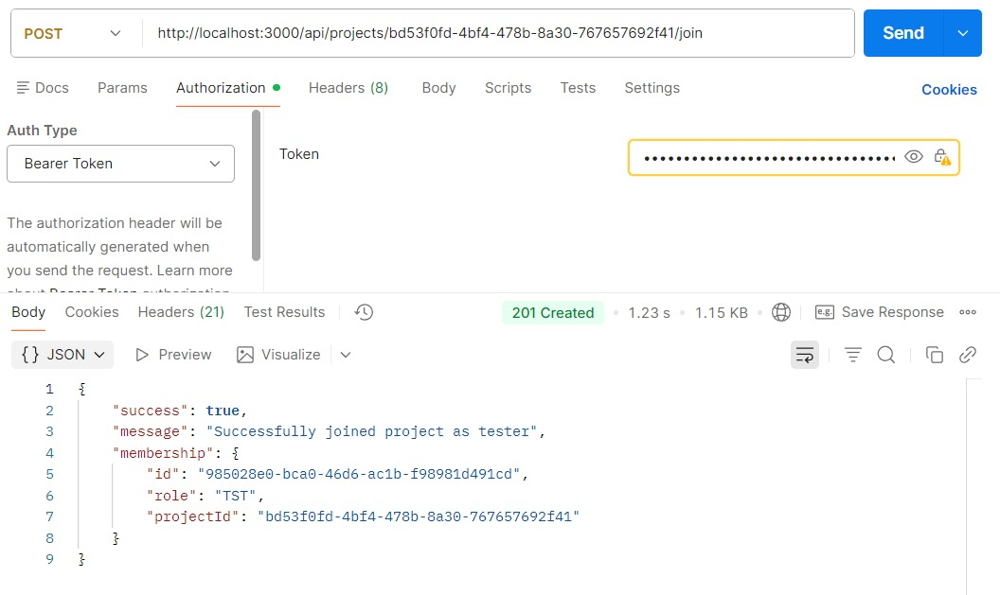 POST
http://localhost:3000/api/projects/bd53f0fd-4bf4-478b-8a30-767657692f41/join
Send
Docs
Params
Authorization
Headers (8)
Body
Scripts
Tests
Settings
Cookies
Auth Type
Bearer Token
The authorization header will be
automatically generated when
you send the request. Learn more
about Bearer Token authorization.
Token
Body
Cookies
Headers (21)
Test Results
201 Created
1.23 s
1.15 KB
e.g.
Save Response
{} JSON
Preview
Visualize
1 {
2 "success": true,
3 "message": "Successfully joined project as tester",
4 "membership": {
5 "id": "985028e0-bca0-46d6-ac1b-f98981d491cd",
6 "role": "TST",
7 "projectId": "bd53f0fd-4bf4-478b-8a30-767657692f41"
8 }
9 }